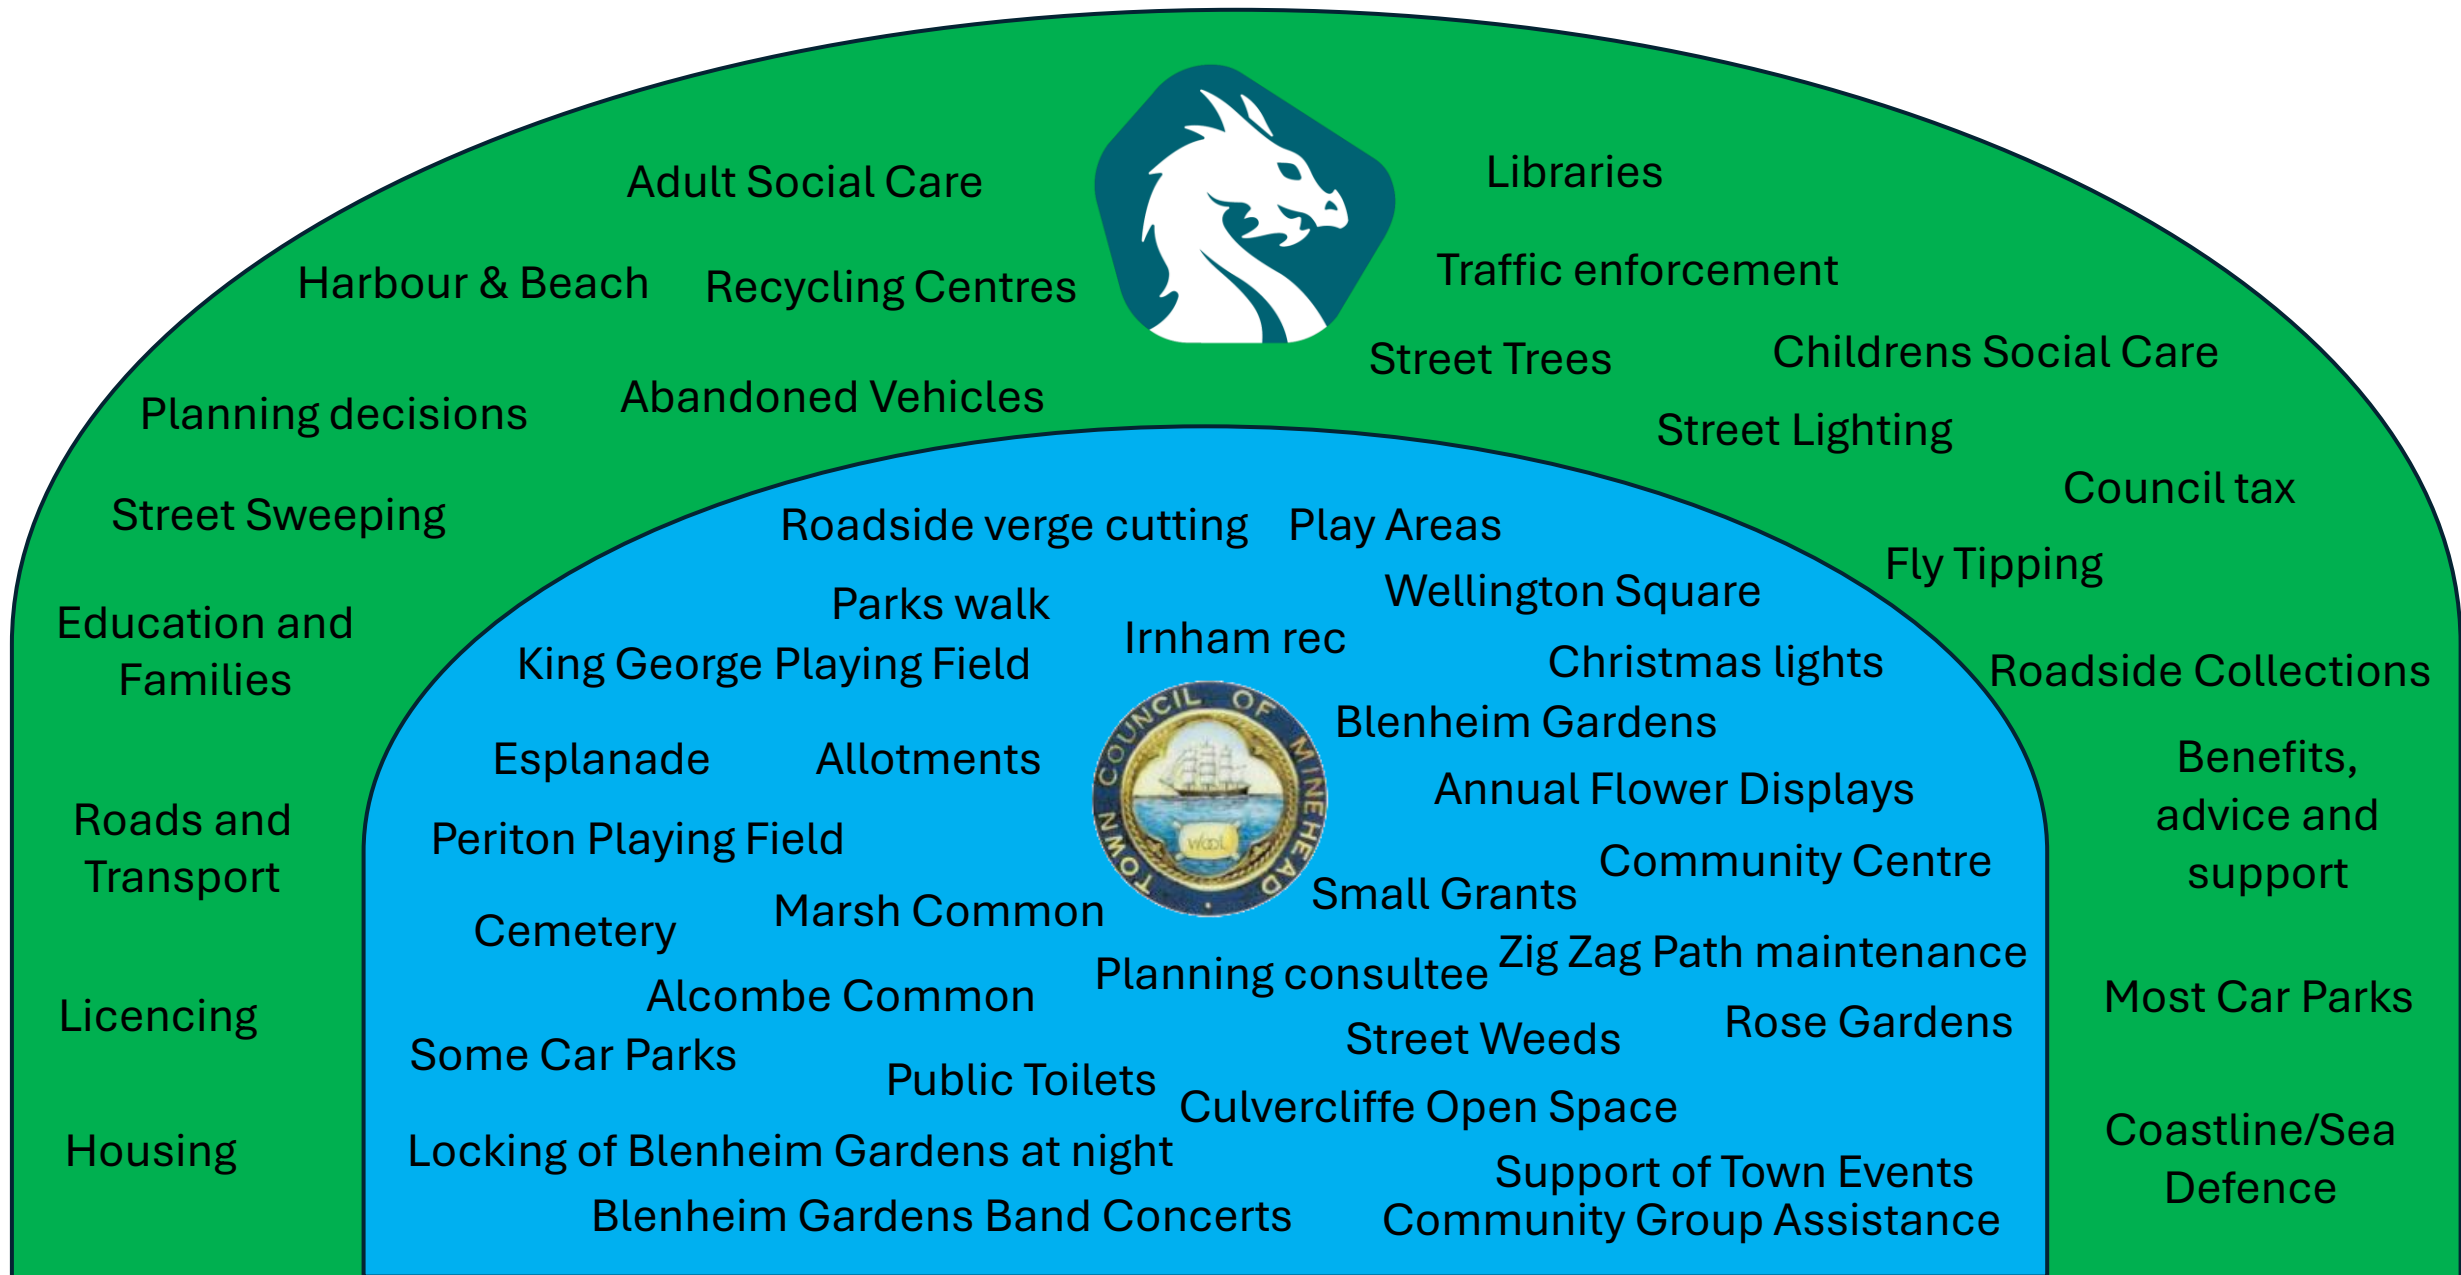 Adult Social Care
Libraries
Harbour & Beach
Recycling Centres
Traffic enforcement
Street Trees
Childrens Social Care
Planning decisions
Abandoned Vehicles
Street Lighting
Street Sweeping
Council tax
Fly Tipping
Education and
Families
Roadside Collections
Roads and
Transport
Benefits,
advice and
support
Licencing
Most Car Parks
Housing
Coastline/Sea
Defence
Roadside verge cutting
Play Areas
Parks walk
Wellington Square
Irnham rec
King George Playing Field
Christmas lights
Blenheim Gardens
Esplanade
Allotments
TOWN COUNCIL OF MINEHEAD
WOOL
Annual Flower Displays
Periton Playing Field
Community Centre
Small Grants
Cemetery
Marsh Common
Zig Zag Path maintenance
Planning consultee
Alcombe Common
Rose Gardens
Street Weeds
Some Car Parks
Public Toilets
Culvercliffe Open Space
Locking of Blenheim Gardens at night
Support of Town Events
Blenheim Gardens Band Concerts
Community Group Assistance